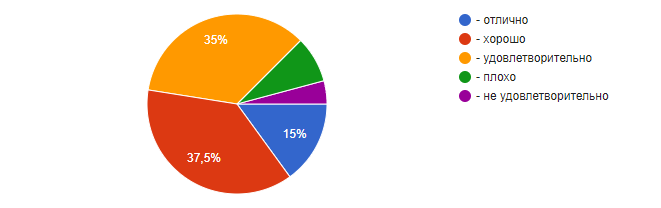 35%
37,5%
15%
- отлично
- хорошо
- удовлетворительно
- плохо
- не удовлетворительно